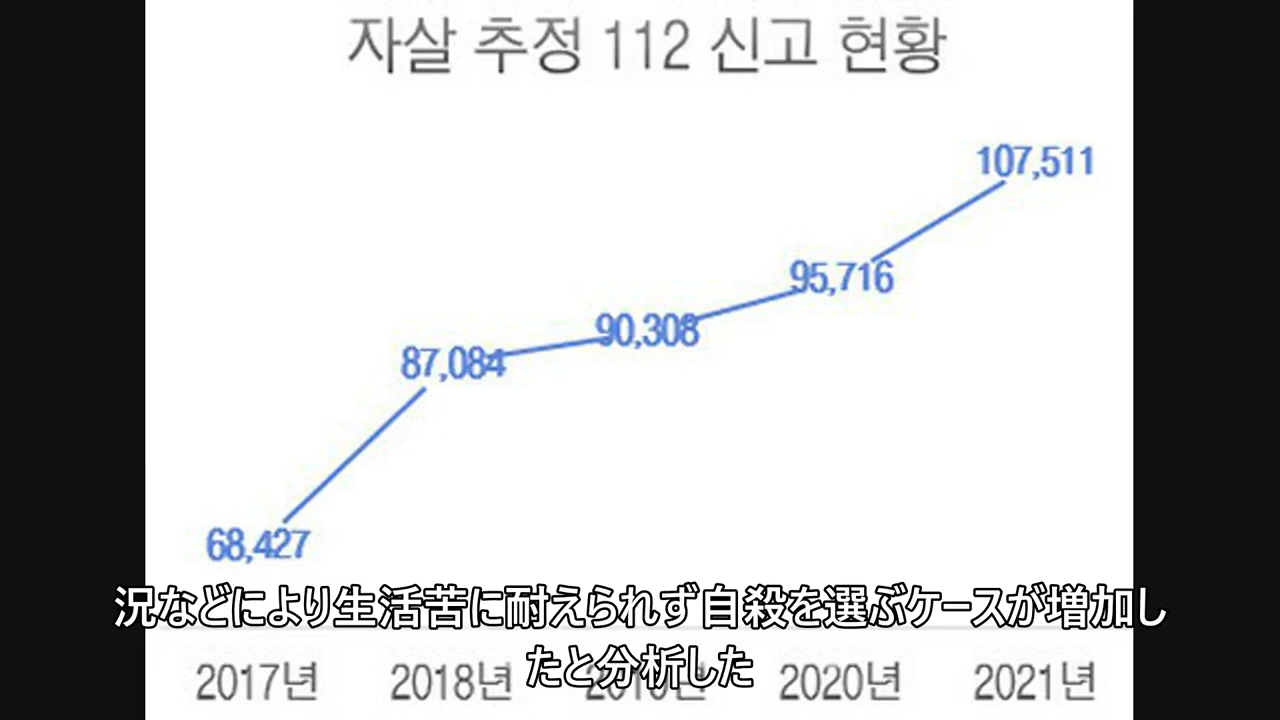 자살 추정 112 신고 현황
107,511
95,716
90,308
87,084
68,427
況などにより生活苦に耐えられず自殺を選ぶケースが増加し
たと分析した
2017년 2018년 2020년 2021년